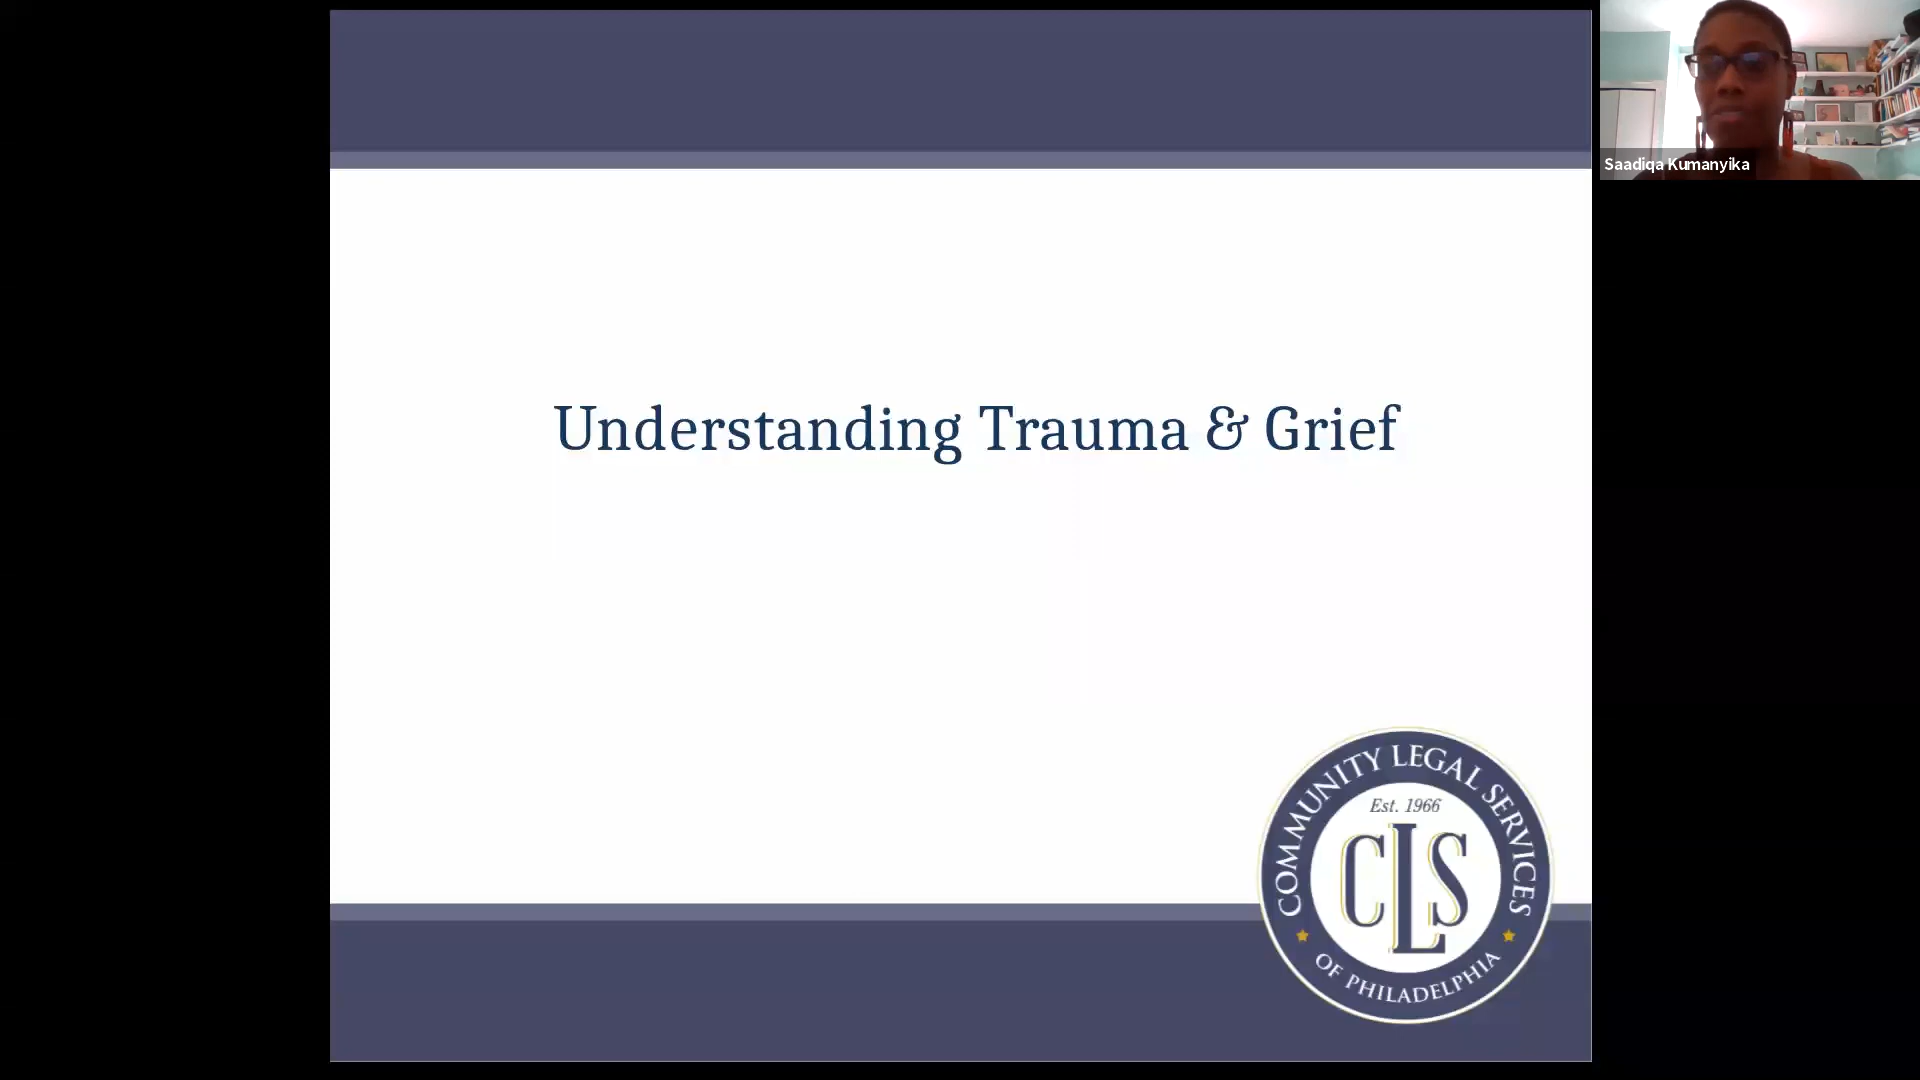 Understanding Trauma & Grief
Saadiqa Kumanyika
COMMUNITY LEGAL SERVICES
Est. 1966
CLS
OF PHILADELPHIA